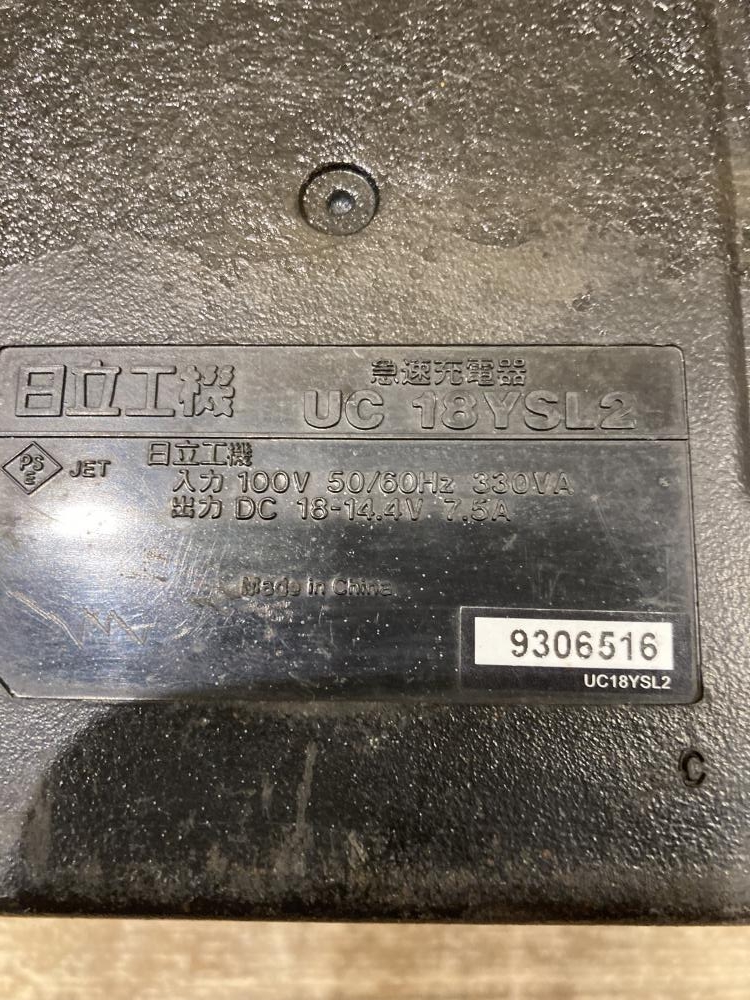 急速充電器
日立工機 UC 18YSL2
PS
E
JET
日立工機
入力 100V 50/60Hz 330VA
出力 DC 18-14.4V 7.5A
Made in China
9306516
UC18YSL2
C